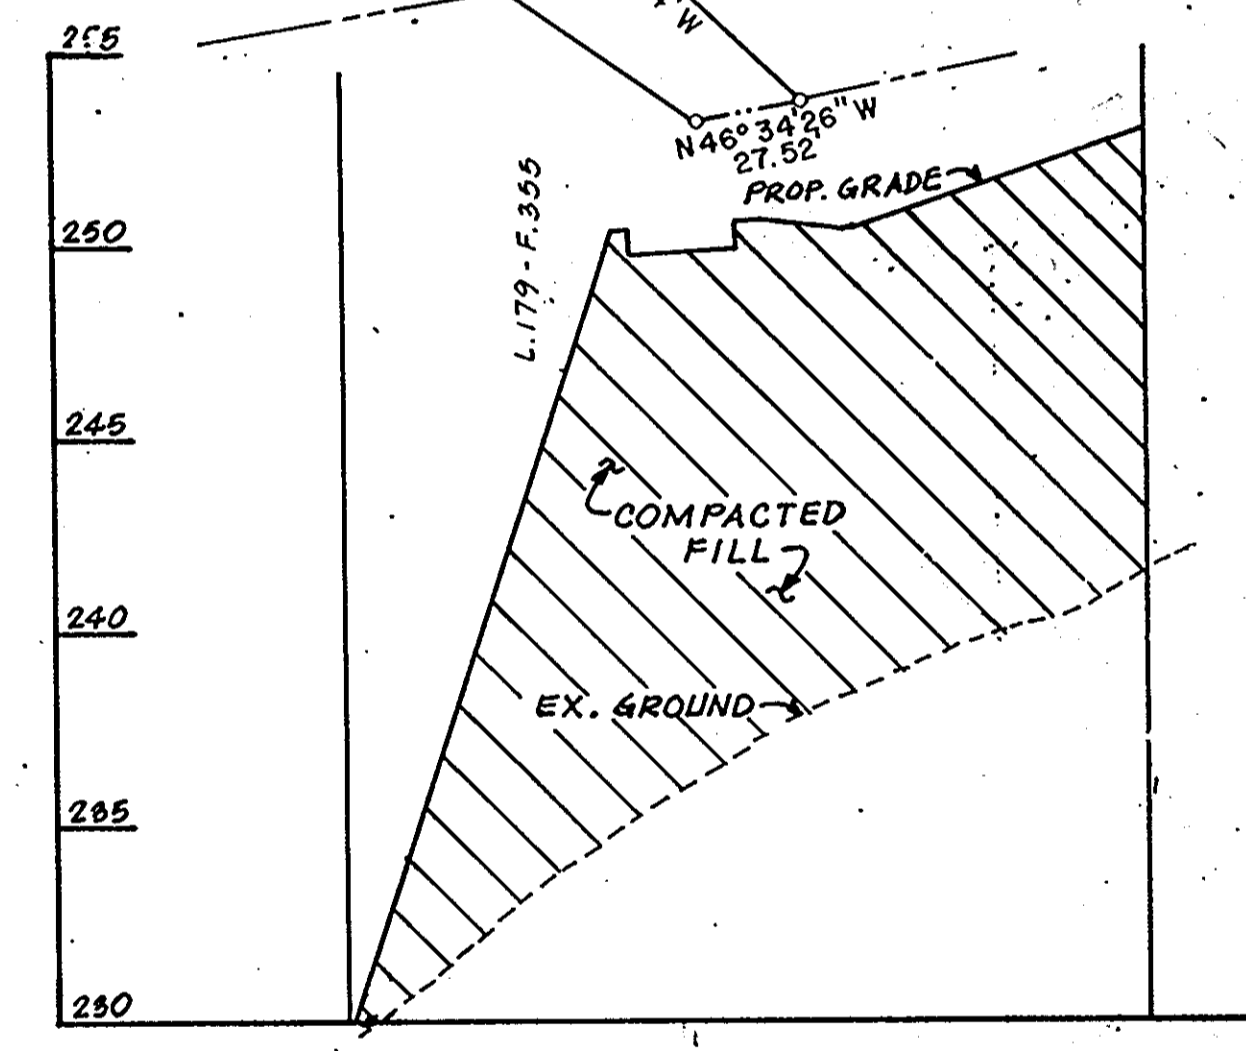 255
W
N46° 34'26" W
27.52'
PROP. GRADE
L.179 - F.355
250
245
COMPACTED
FILL
240
EX. GROUND
235
230